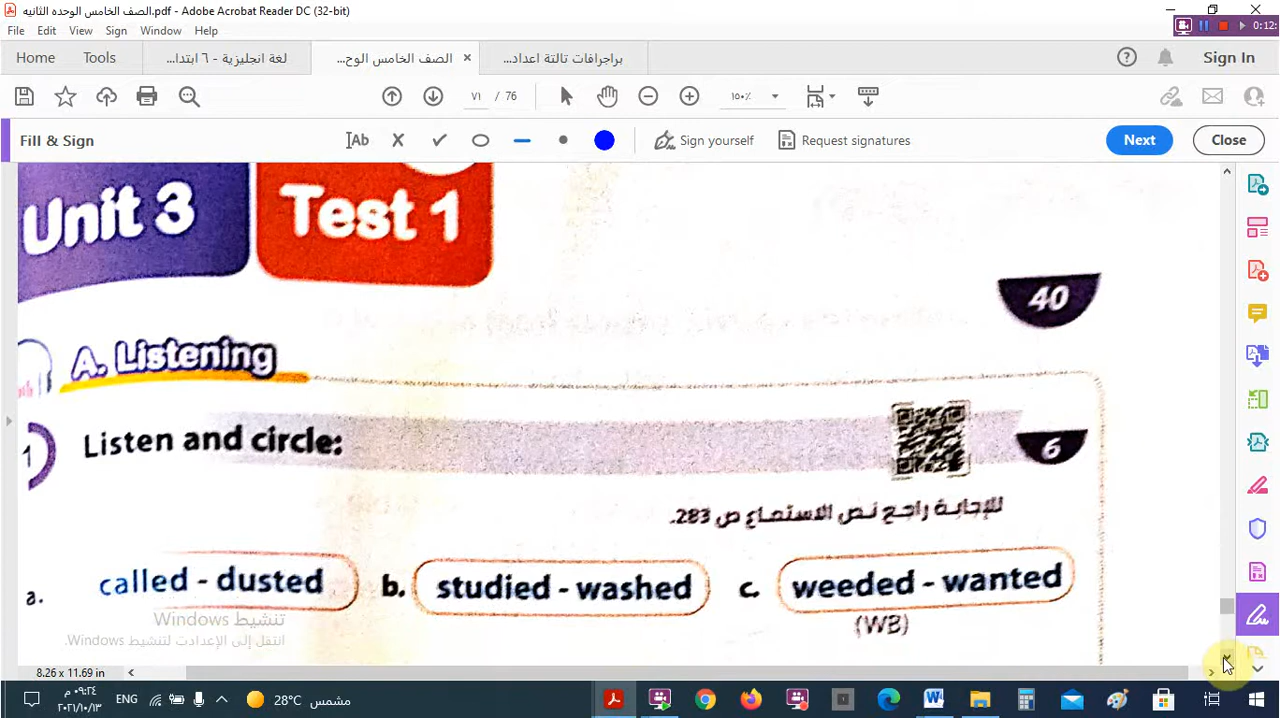 الصف الخامس الوحده الثانيه.pdf - Adobe Acrobat Reader DC (32-bit)
0:12:
File Edit View Sign Window Help
Home Tools لغة انجليزية - ٦ ابتدا... الصف الخامس الوح... براجرافات تالتة اعداد... Sign In
٧١ / 76 ١٥٠٪
Fill & Sign Ab Sign yourself Request signatures Next Close
Unit 3 Test 1
40
A. Listening
1 Listen and circle:
6
للإجابة راجع نص الاستماع ص 283.
a. called - dusted b. studied - washed c. weeded - wanted
(WB)
تنشيط Windows
انتقل إلى الإعدادت لتنشيط Windows.
8.26 x 11.69 in
ENG 28°C مشمس
٠٩:٢٤ م
٢٠٢١/١٠/١٣